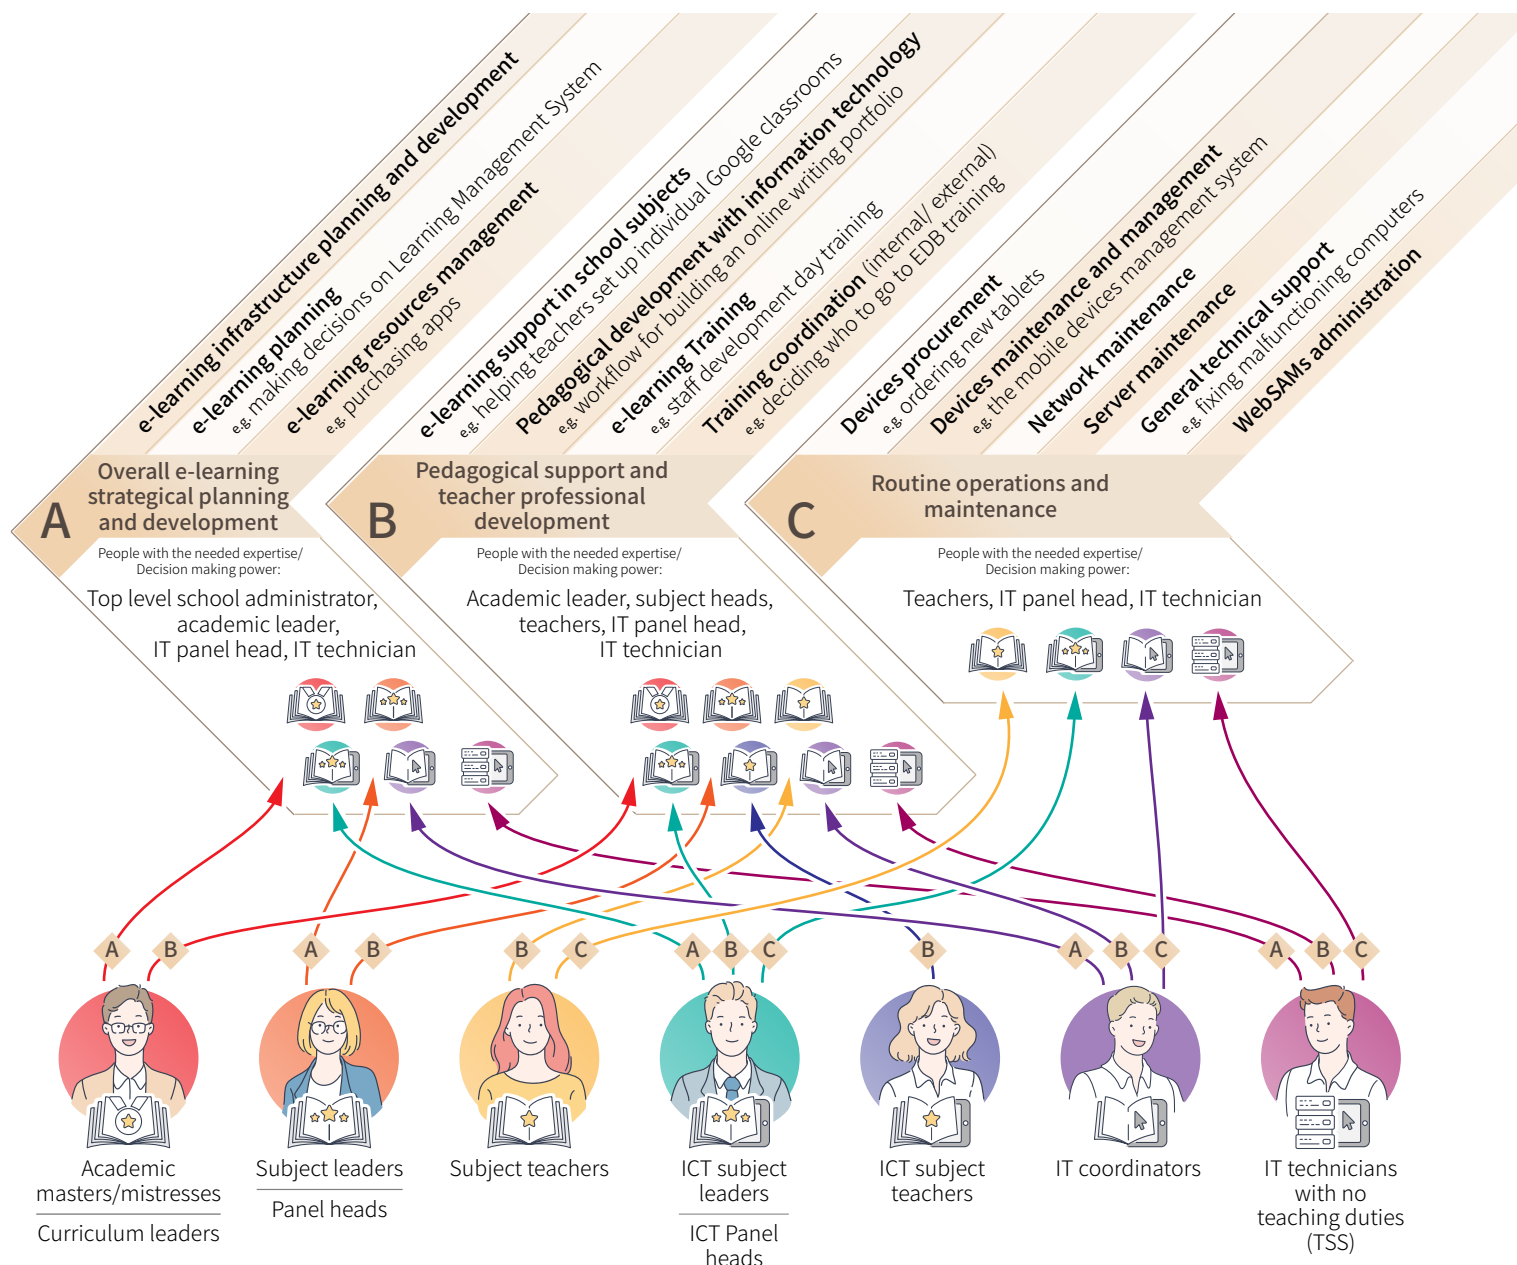 e-learning infrastructure planning and development
e-learning planning
e.g. making decisions on Learning Management System
e-learning resources management
e.g. purchasing apps
e-learning support in school subjects
e.g. helping teachers set up individual Google classrooms
Pedagogical development with information technology
e.g. workflow for building an online writing portfolio
e-learning Training
e.g. staff development day training
Training coordination (internal/ external)
e.g. deciding who to go to EDB training
Devices procurement
e.g. ordering new tablets
Devices maintenance and management
e.g. the mobile devices management system
Network maintenance
Server maintenance
General technical support
e.g. fixing malfunctioning computers
WebSAMs administration
A
Overall e-learning
strategical planning
and development
People with the needed expertise/
Decision making power:
Top level school administrator,
academic leader,
IT panel head, IT technician
B
Pedagogical support and
teacher professional
development
People with the needed expertise/
Decision making power:
Academic leader, subject heads,
teachers, IT panel head,
IT technician
C
Routine operations and
maintenance
People with the needed expertise/
Decision making power:
Teachers, IT panel head, IT technician
A
B
A
B
B
C
A
B
C
B
A
B
C
A
B
C
Academic
masters/mistresses
Curriculum leaders
Subject leaders
Panel heads
Subject teachers
ICT subject
leaders
ICT Panel
heads
ICT subject
teachers
IT coordinators
IT technicians
with no
teaching duties
(TSS)